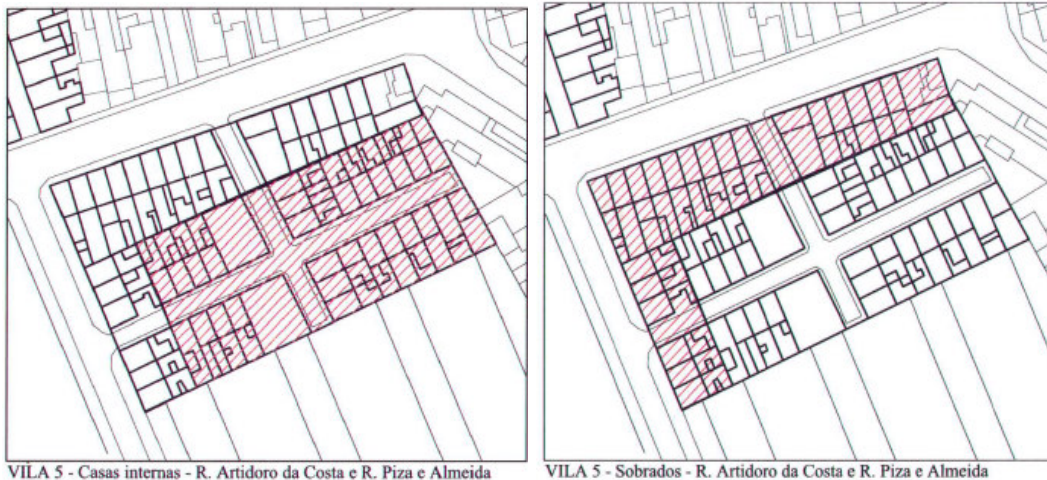 VILA 5 - Casas internas - R. Artidoro da Costa e R. Piza e Almeida
VILA 5 - Sobrados - R. Artidoro da Costa e R. Piza e Almeida